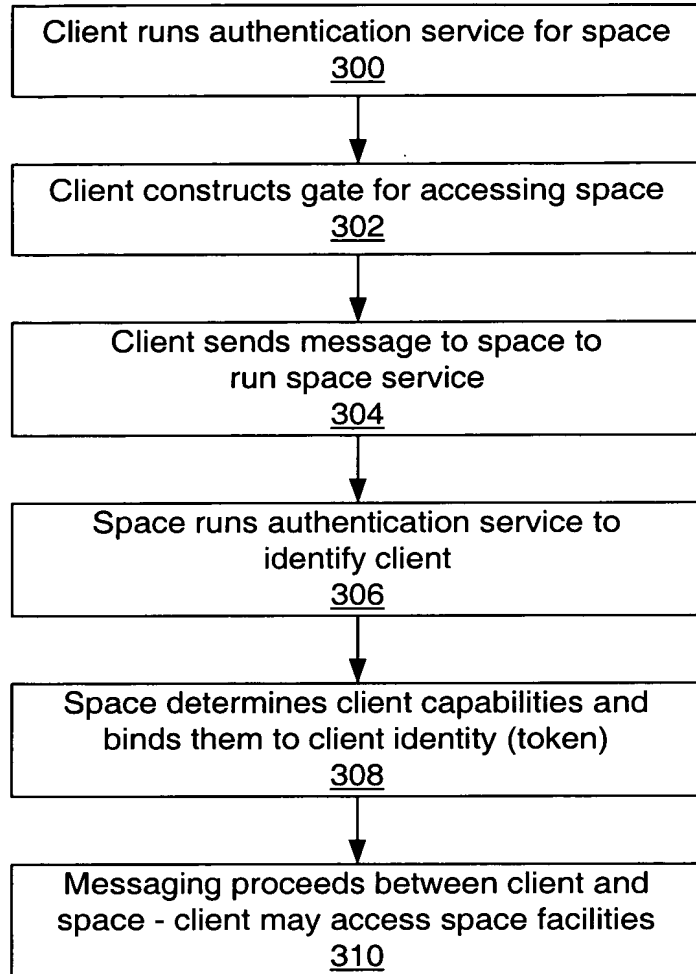 Client runs authentication service for space
300
Client constructs gate for accessing space
302
Client sends message to space to
run space service
304
Space runs authentication service to
identify client
306
Space determines client capabilities and
binds them to client identity (token)
308
Messaging proceeds between client and
space - client may access space facilities
310